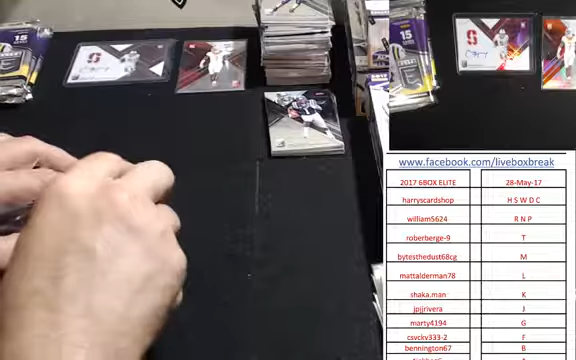 15
www.facebook.com/liveboxbreak
2017 6BOX ELITE 28-May-17
harryscardshop H S W D C
william5624 R N P
roberberge-9 T
bytesthedust68cg M
mattalderman78 L
shaka.man K
jpjjrivera J
marty4194 G
csvckv333-2 F
bennington67 B